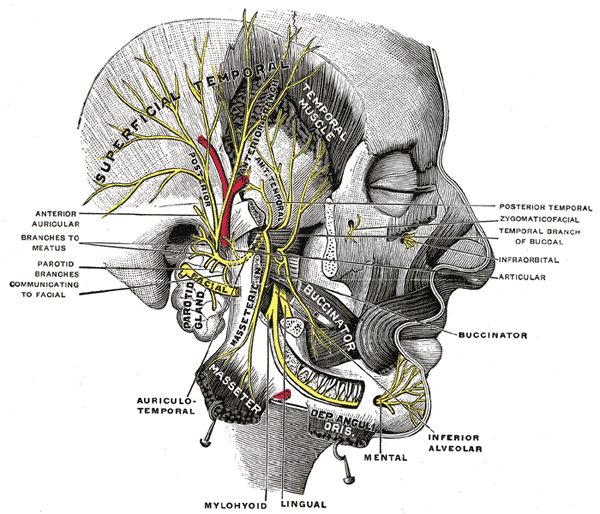 SUPERFICIAL TEMPORAL
TEMPORAL
MUSCLE
POSTERIOR
ANTERIOR BRANCH
ANT. TEMPORAL
ANTERIOR
AURICULAR
BRANCHES TO
MEATUS
PAROTID
BRANCHES
COMMUNICATING
TO FACIAL
POSTERIOR TEMPORAL
ZYGOMATICOFACIAL
TEMPORAL BRANCH
OF BUCCAL
INFRAORBITAL
ARTICULAR
BUCCINATOR
FACIAL
PAROTID
GLAND
MASSETERIC N.
BUCCINATOR
MASSETER
DEP. ANGULI
ORIS.
AURICULO-
TEMPORAL
MENTAL
INFERIOR
ALVEOLAR
MYLOHYOID
LINGUAL